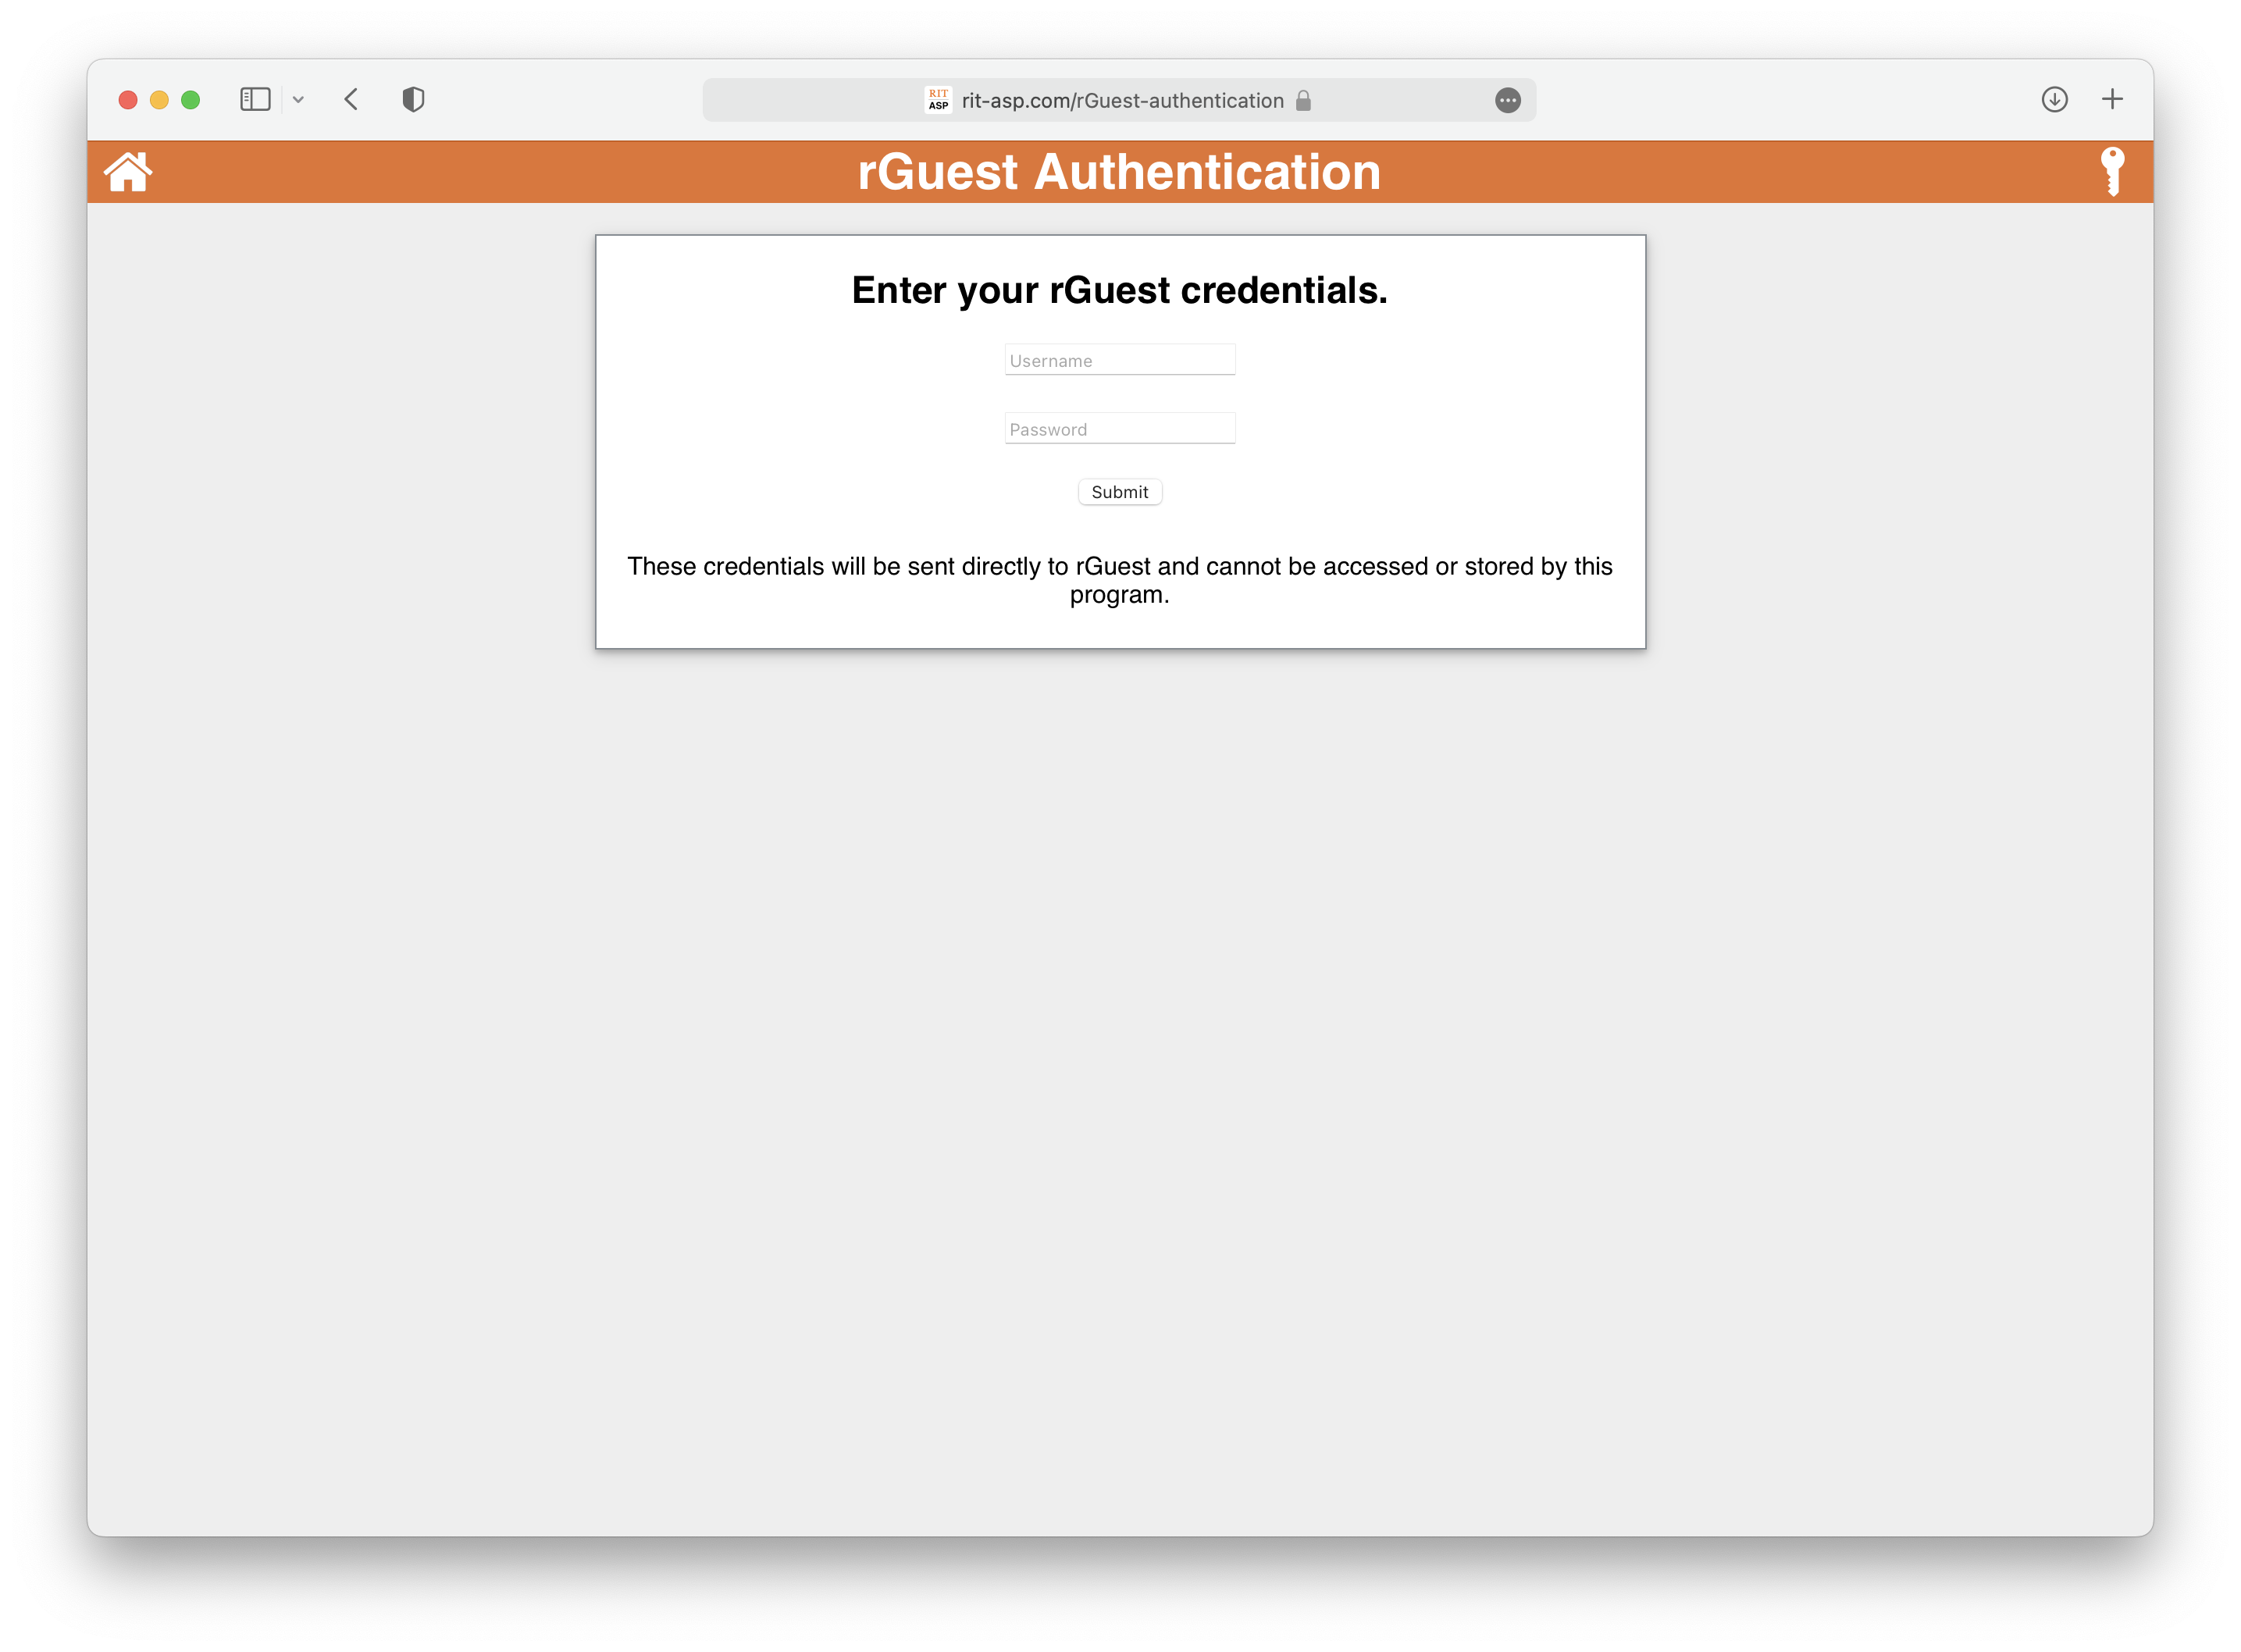 RIT
ASP
rit-asp.com/rGuest-authentication
rGuest Authentication
Enter your rGuest credentials.
Username
Password
Submit
These credentials will be sent directly to rGuest and cannot be accessed or stored by this
program.